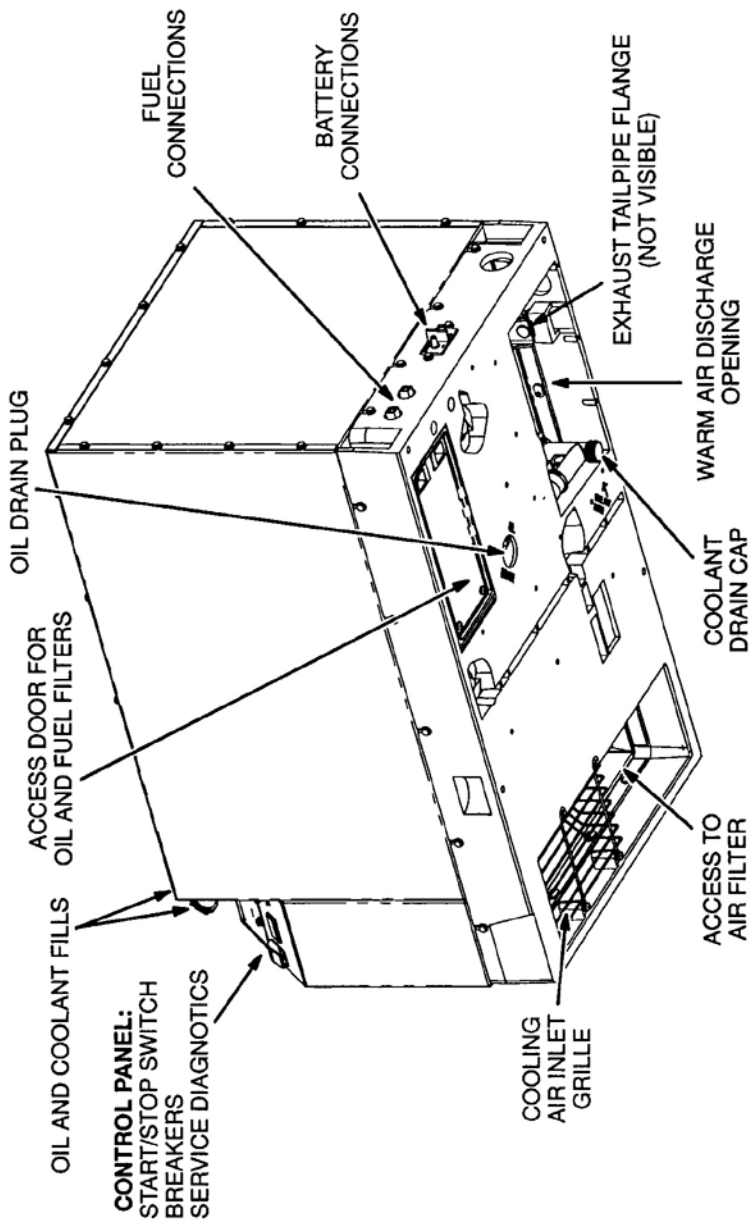 OIL AND COOLANT FILLS
CONTROL PANEL:
START/STOP SWITCH
BREAKERS
SERVICE DIAGNOTICS
ACCESS DOOR FOR
OIL AND FUEL FILTERS
OIL DRAIN PLUG
FUEL
CONNECTIONS
BATTERY
CONNECTIONS
COOLING
AIR INLET
GRILLE
ACCESS TO
AIR FILTER
COOLANT
DRAIN CAP
WARM AIR DISCHARGE
OPENING
EXHAUST TAILPIPE FLANGE
(NOT VISIBLE)